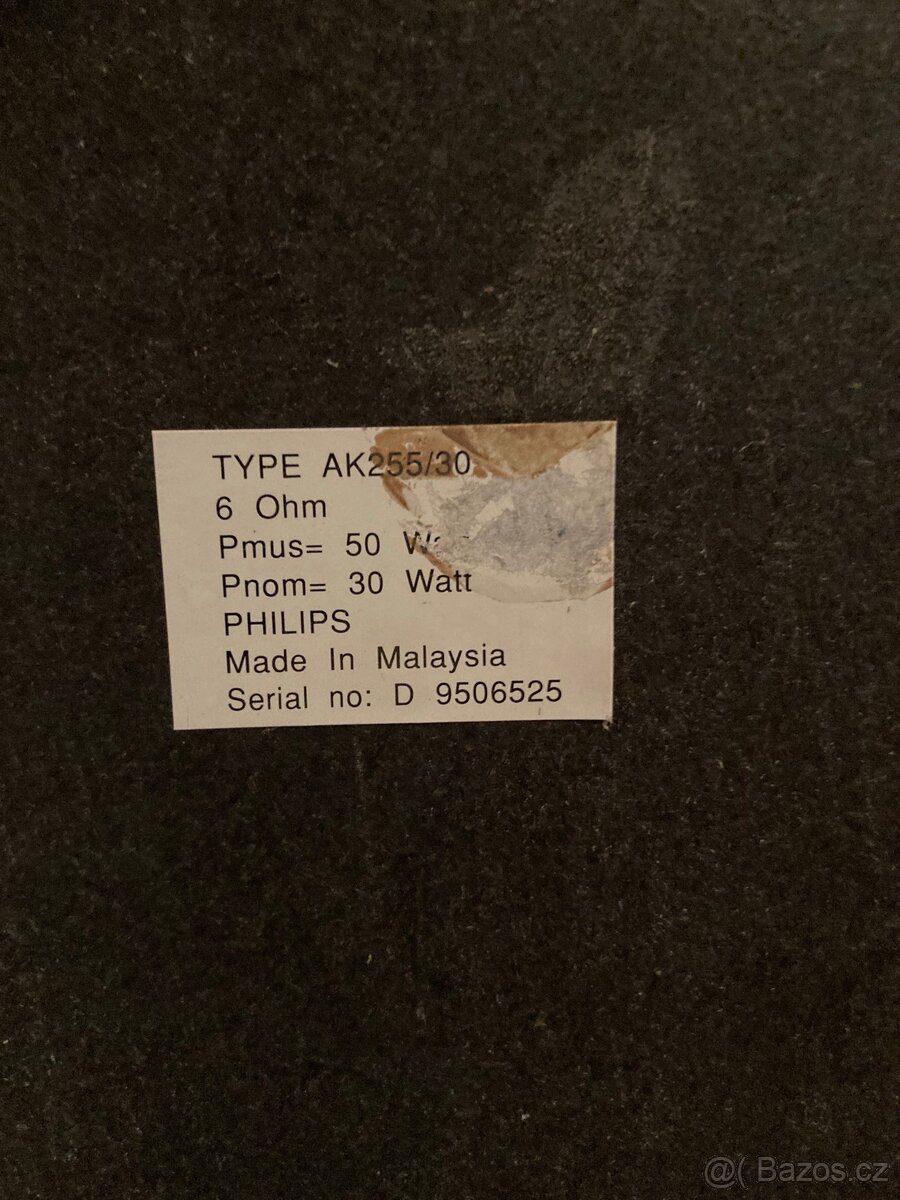 TYPE AK255/30
6 Ohm
Pmus= 50
Pnom= 30 Watt
PHILIPS
Made In Malaysia
Serial no: D 9506525
@( Bazos.cz